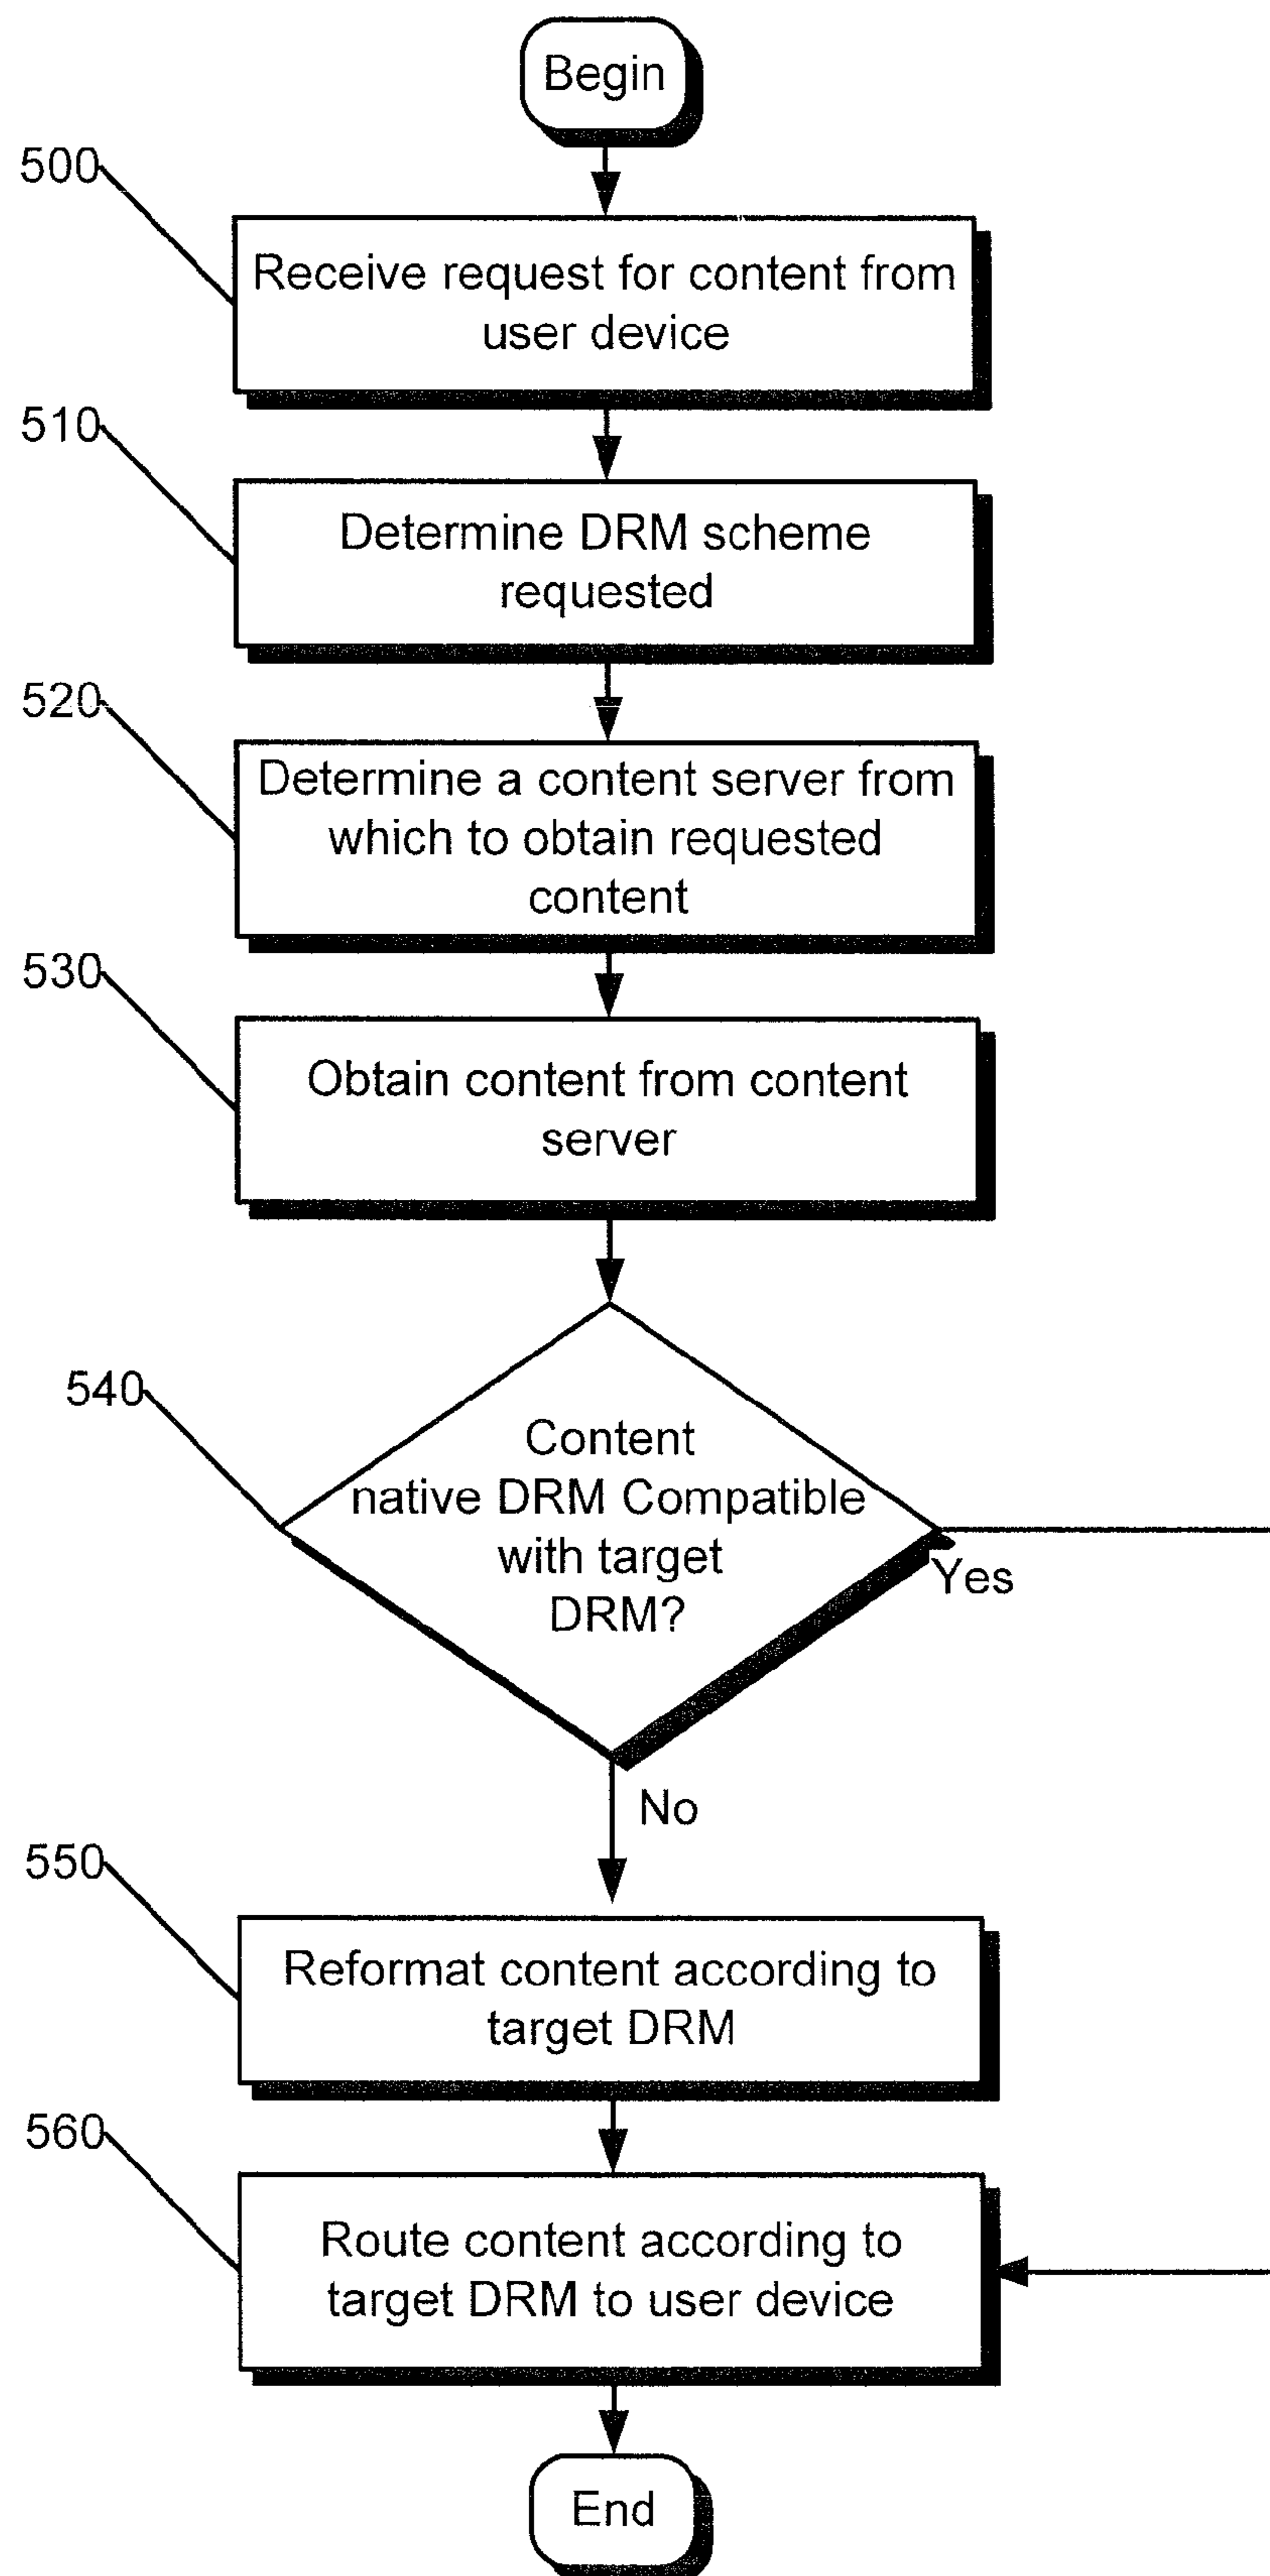 Begin
500
Receive request for content from
user device
510
Determine DRM scheme
requested
520
Determine a content server from
which to obtain requested
content
530
Obtain content from content
server
540
Content
native DRM Compatible
with target
DRM?
Yes
No
550
Reformat content according to
target DRM
560
Route content according to
target DRM to user device
End